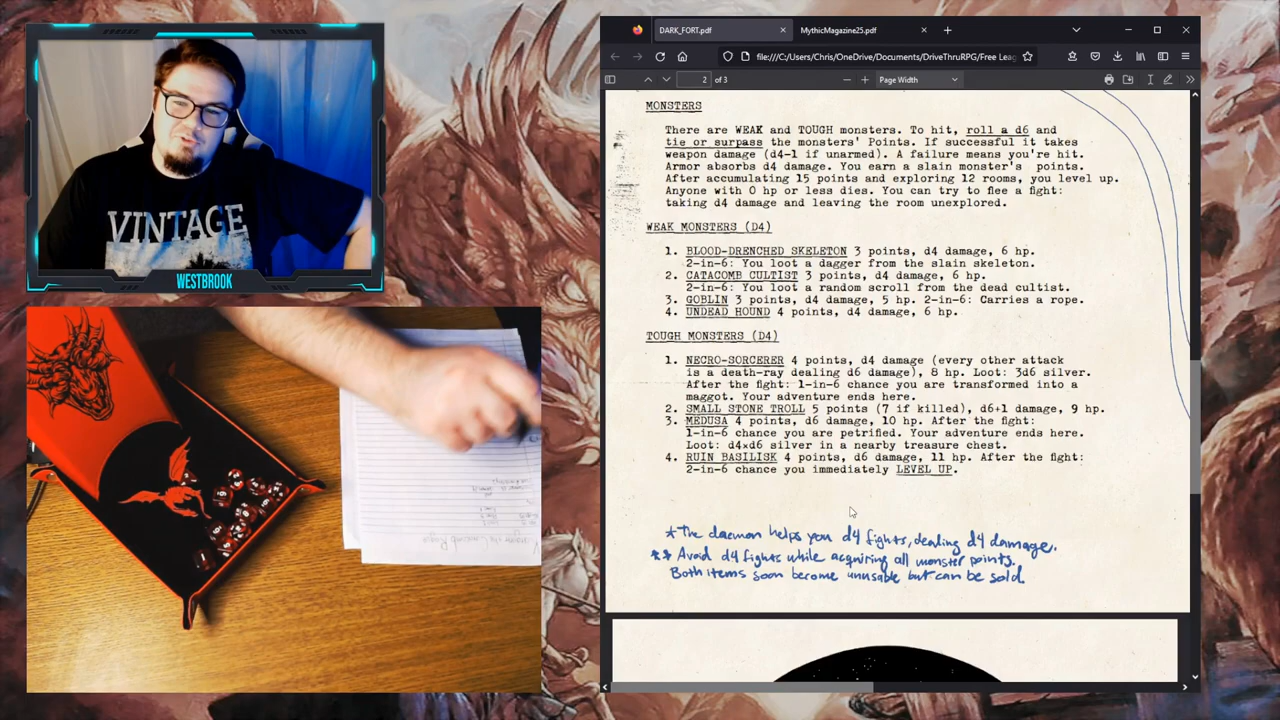 VINTAGE
WESTBROOK
DARK_FORT.pdf
MythicMagazine25.pdf
file:///C:/Users/Chris/OneDrive/Documents/DriveThruRPG/Free Leag
2 of 3
Page Width
MONSTERS
There are WEAK and TOUGH monsters. To hit, roll a d6 and
tie or surpass the monsters' Points. If successful it takes
weapon damage (d4-1 if unarmed). A failure means you're hit.
Armor absorbs d4 damage. You earn a slain monster's points.
After accumulating 15 points and exploring 12 rooms, you level up.
Anyone with 0 hp or less dies. You can try to flee a fight:
taking d4 damage and leaving the room unexplored.
WEAK MONSTERS (D4)
1. BLOOD-DRENCHED SKELETON 3 points, d4 damage, 6 hp.
2-in-6: You loot a dagger from the slain skeleton.
2. CATACOMB CULTIST 3 points, d4 damage, 6 hp.
2-in-6: You loot a random scroll from the dead cultist.
3. GOBLIN 3 points, d4 damage, 5 hp. 2-in-6: Carries a rope.
4. UNDEAD HOUND 4 points, d4 damage, 6 hp.
TOUGH MONSTERS (D4)
1. NECRO-SORCERER 4 points, d4 damage (every other attack
is a death-ray dealing d6 damage), 8 hp. Loot: 3d6 silver.
After the fight: 1-in-6 chance you are transformed into a
maggot. Your adventure ends here.
2. SMALL STONE TROLL 5 points (7 if killed), d6+1 damage, 9 hp.
3. MEDUSA 4 points, d6 damage, 10 hp. After the fight:
1-in-6 chance you are petrified. Your adventure ends here.
Loot: d4xd6 silver in a nearby treasure chest.
4. RUIN BASILISK 4 points, d6 damage, 11 hp. After the fight:
2-in-6 chance you immediately LEVEL UP.
* The daemon helps you d4 fights, dealing d4 damage.
** Avoid d4 fights while acquiring all monster points.
Both items soon become unusable but can be sold.